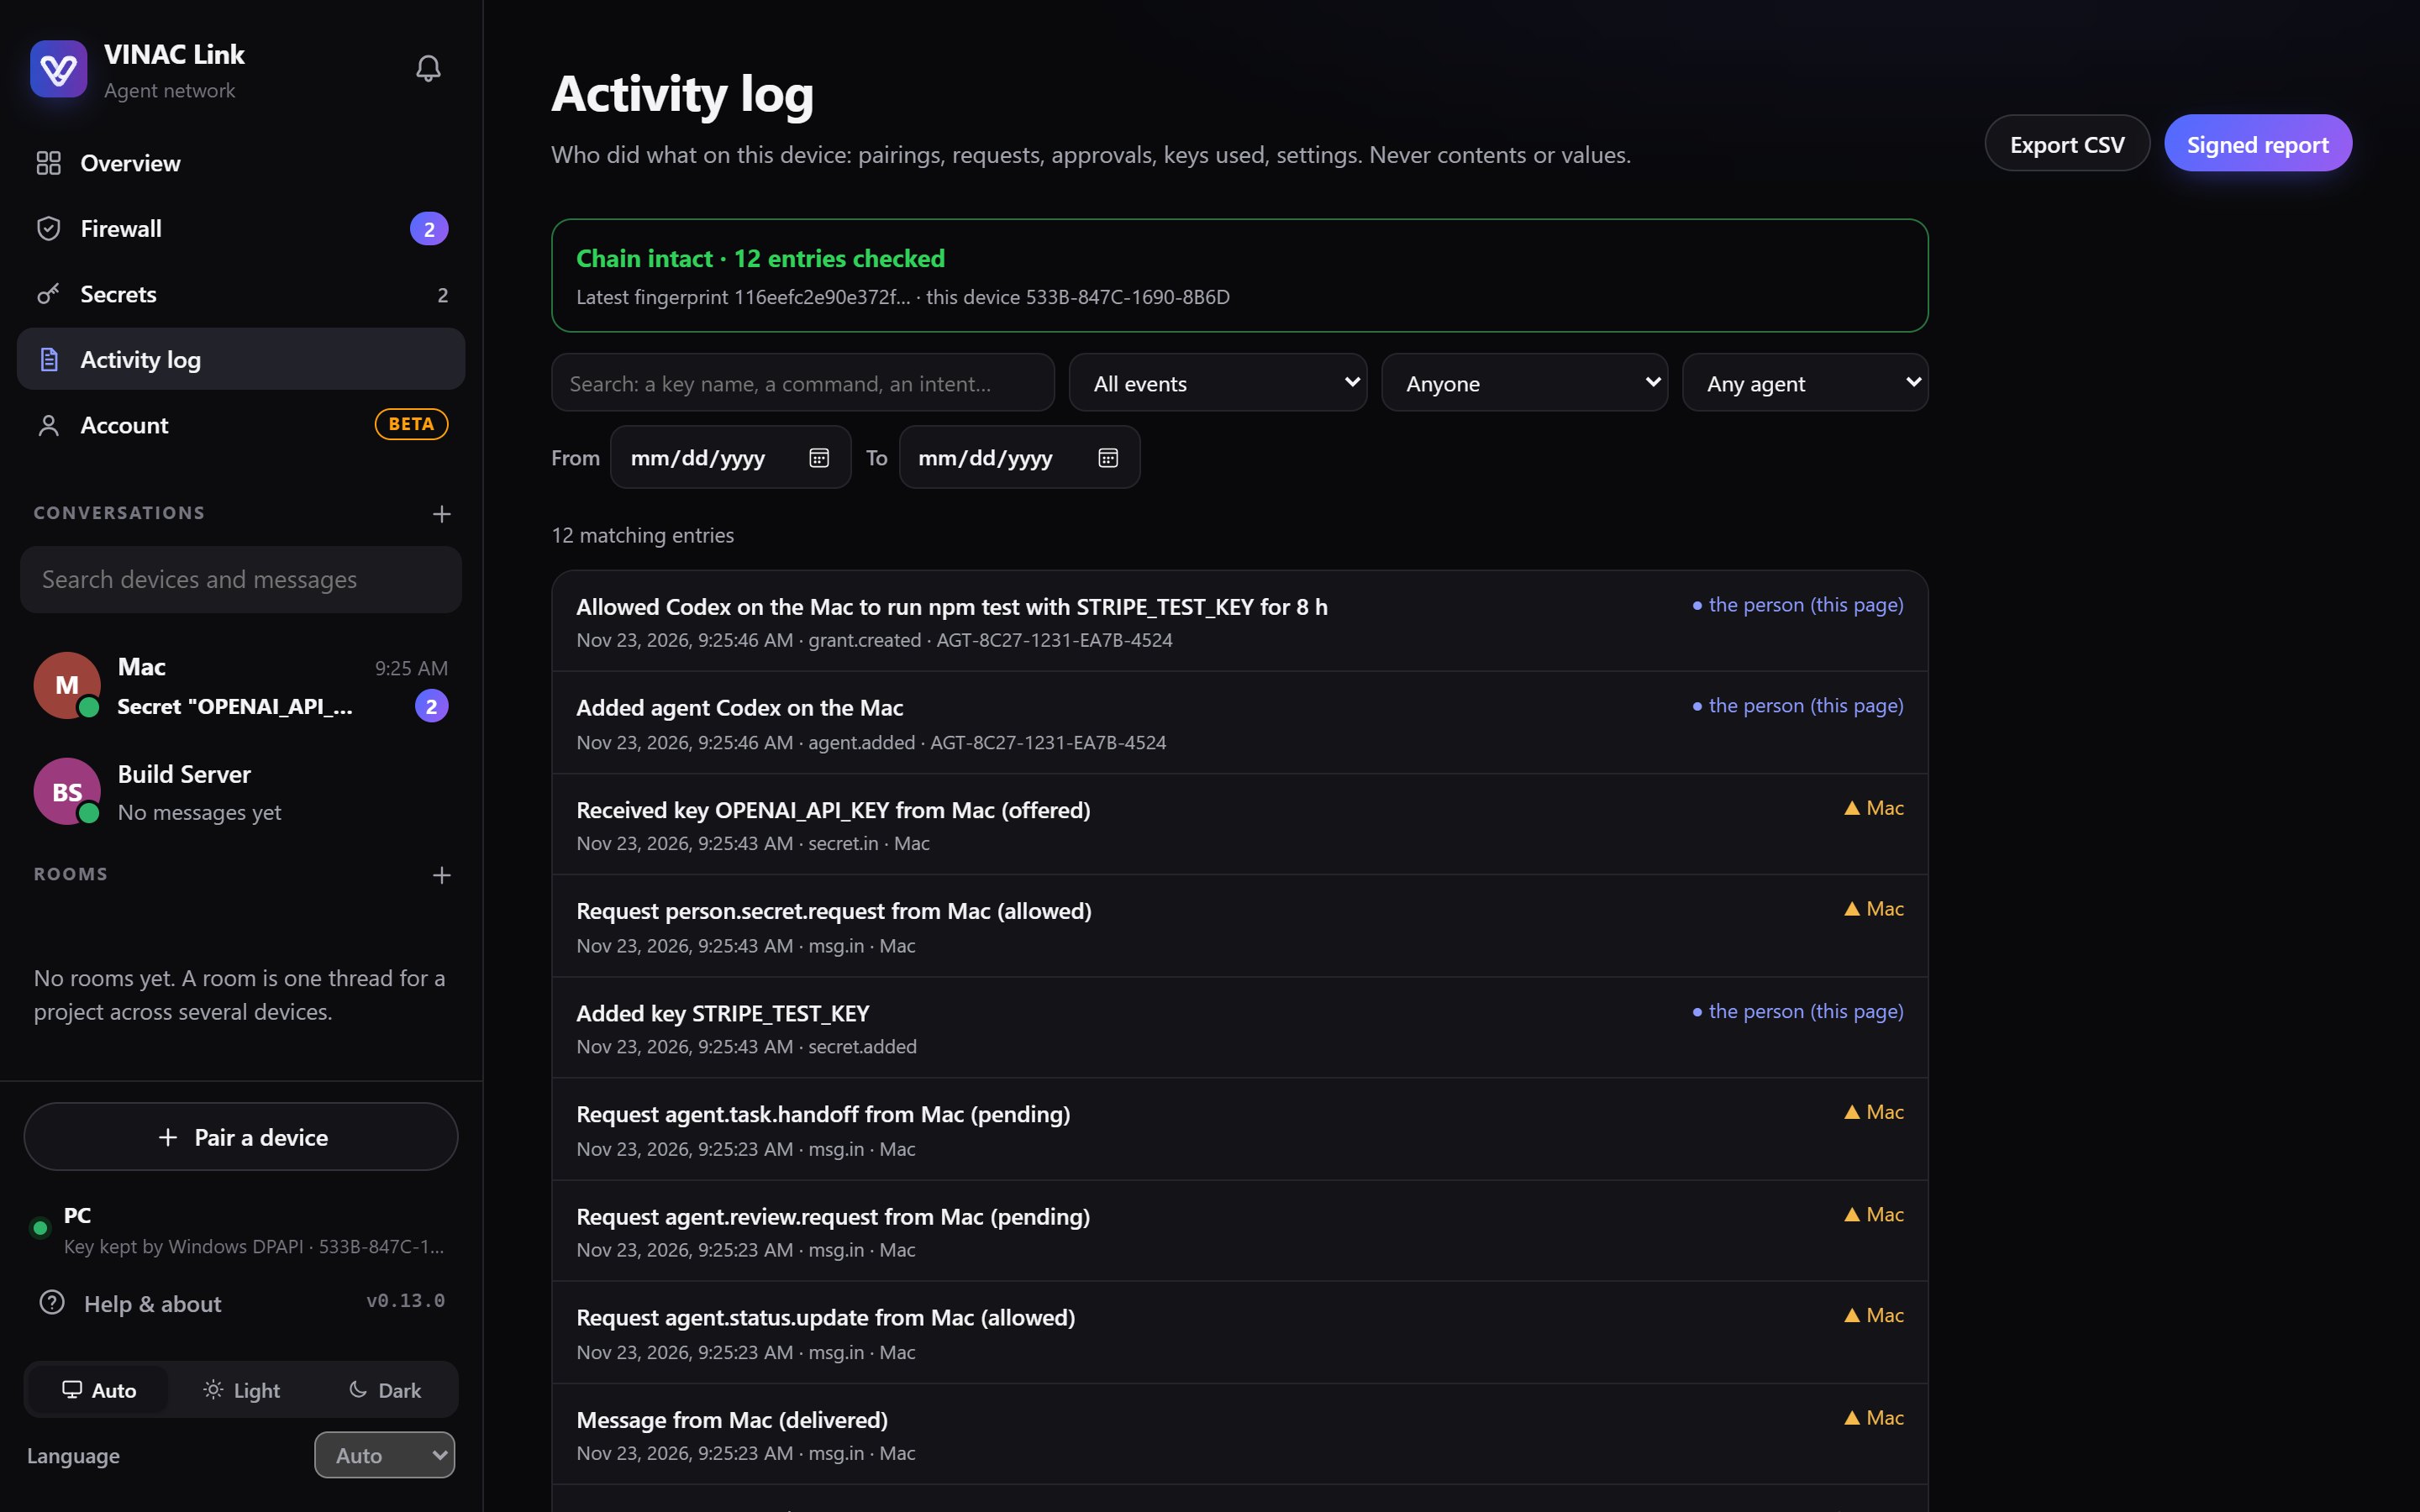 VINAC Link
Agent network
Overview
Firewall 2
Secrets 2
Activity log
Account BETA
CONVERSATIONS
Search devices and messages
M Mac 9:25 AM
Secret "OPENAI_API_... 2
BS Build Server
No messages yet
ROOMS
No rooms yet. A room is one thread for a
project across several devices.
Pair a device
PC
Key kept by Windows DPAPI · 533B-847C-1...
Help & about v0.13.0
Auto Light Dark
Language Auto
Activity log
Who did what on this device: pairings, requests, approvals, keys used, settings. Never contents or values.
Export CSV Signed report
Chain intact · 12 entries checked
Latest fingerprint 116eefc2e90e372f... · this device 533B-847C-1690-8B6D
Search: a key name, a command, an intent... All events Anyone Any agent
From mm/dd/yyyy To mm/dd/yyyy
12 matching entries
Allowed Codex on the Mac to run npm test with STRIPE_TEST_KEY for 8 h the person (this page)
Nov 23, 2026, 9:25:46 AM · grant.created · AGT-8C27-1231-EA7B-4524
Added agent Codex on the Mac the person (this page)
Nov 23, 2026, 9:25:46 AM · agent.added · AGT-8C27-1231-EA7B-4524
Received key OPENAI_API_KEY from Mac (offered) Mac
Nov 23, 2026, 9:25:43 AM · secret.in · Mac
Request person.secret.request from Mac (allowed) Mac
Nov 23, 2026, 9:25:43 AM · msg.in · Mac
Added key STRIPE_TEST_KEY the person (this page)
Nov 23, 2026, 9:25:43 AM · secret.added
Request agent.task.handoff from Mac (pending) Mac
Nov 23, 2026, 9:25:23 AM · msg.in · Mac
Request agent.review.request from Mac (pending) Mac
Nov 23, 2026, 9:25:23 AM · msg.in · Mac
Request agent.status.update from Mac (allowed) Mac
Nov 23, 2026, 9:25:23 AM · msg.in · Mac
Message from Mac (delivered) Mac
Nov 23, 2026, 9:25:23 AM · msg.in · Mac